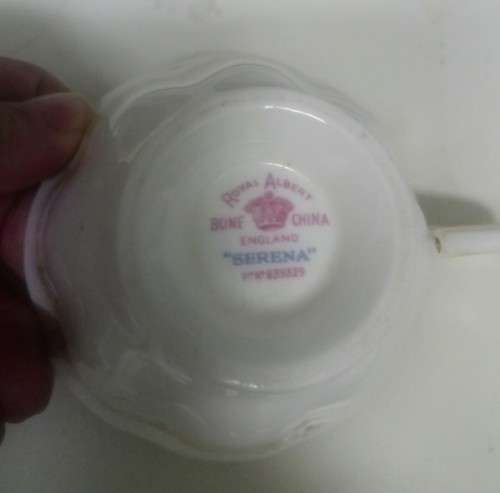 ROYAL ALBERT
BONE CHINA
ENGLAND
"SERENA"